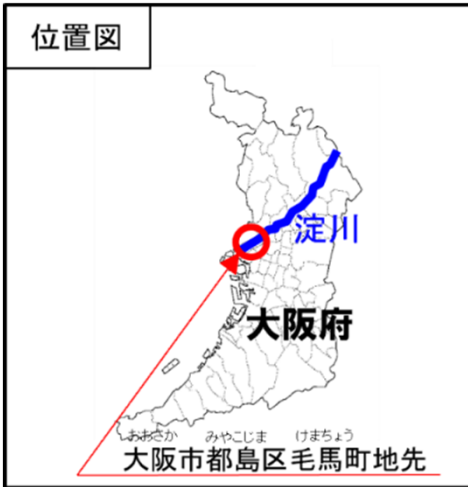 位置図
淀川
大阪府
おおさか みやこじま けまちょう
大阪市都島区毛馬町地先